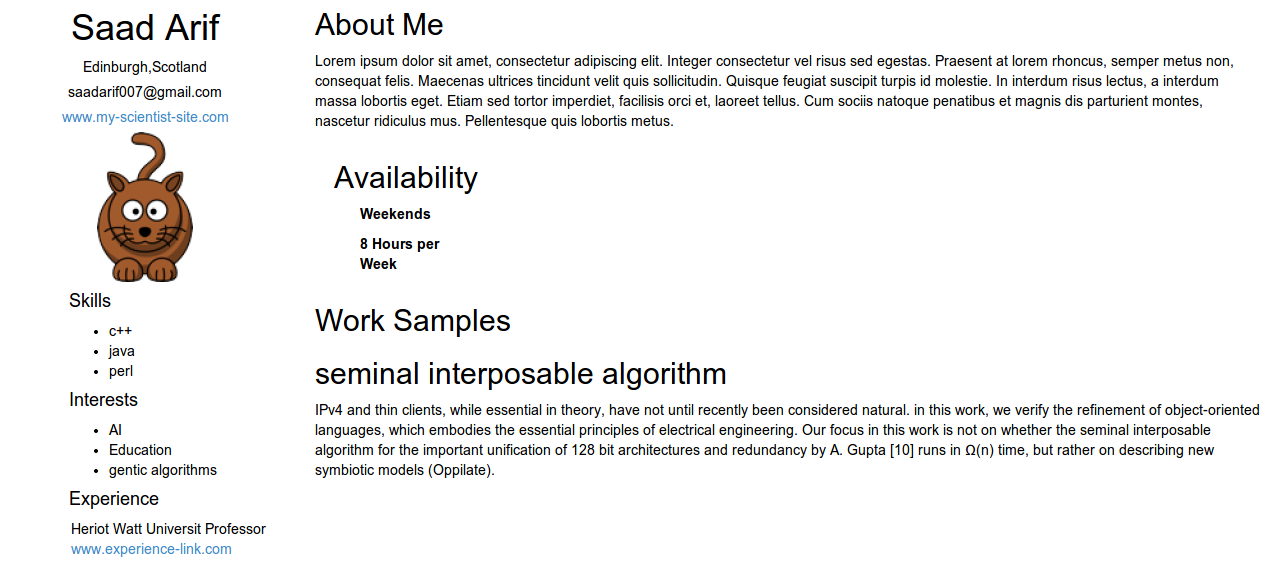 Saad Arif
Edinburgh,Scotland
saadarif007@gmail.com
www.my-scientist-site.com
Skills
• c++
• java
• perl
Interests
• AI
• Education
• gentic algorithms
Experience
Heriot Watt Universit Professor
www.experience-link.com
About Me
Lorem ipsum dolor sit amet, consectetur adipiscing elit. Integer consectetur vel risus sed egestas. Praesent at lorem rhoncus, semper metus non,
consequat felis. Maecenas ultrices tincidunt velit quis sollicitudin. Quisque feugiat suscipit turpis id molestie. In interdum risus lectus, a interdum
massa lobortis eget. Etiam sed tortor imperdiet, facilisis orci et, laoreet tellus. Cum sociis natoque penatibus et magnis dis parturient montes,
nascetur ridiculus mus. Pellentesque quis lobortis metus.
Availability
Weekends
8 Hours per
Week
Work Samples
seminal interposable algorithm
IPv4 and thin clients, while essential in theory, have not until recently been considered natural. in this work, we verify the refinement of object-oriented
languages, which embodies the essential principles of electrical engineering. Our focus in this work is not on whether the seminal interposable
algorithm for the important unification of 128 bit architectures and redundancy by A. Gupta [10] runs in Ω(n) time, but rather on describing new
symbiotic models (Oppilate).